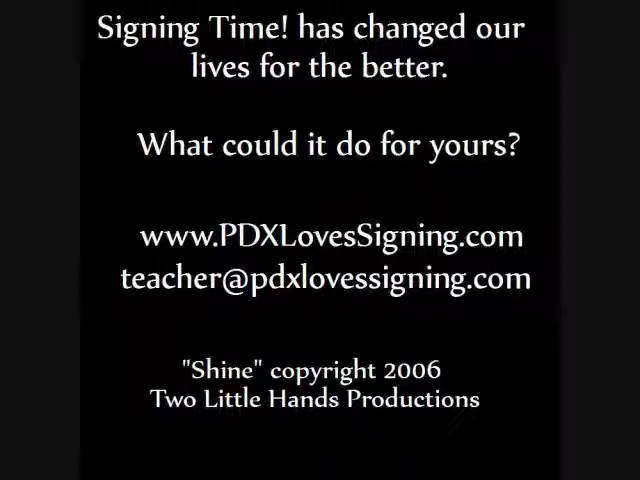 Signing Time! has changed our
lives for the better.
What could it do for yours?
www.PDXLovesSigning.com
teacher@pdxlovessigning.com
"Shine" copyright 2006
Two Little Hands Productions